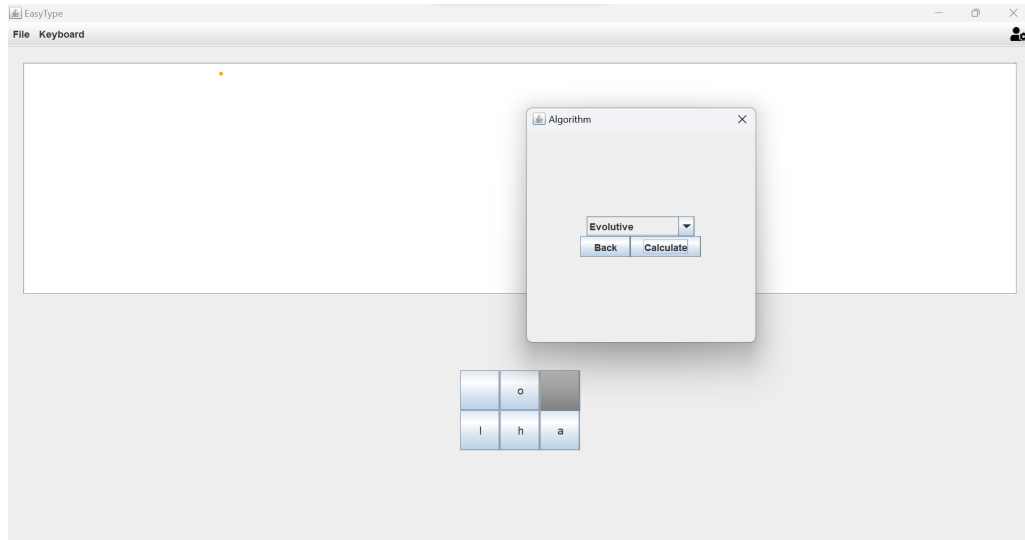 EasyType
File Keyboard
Algorithm
Evolutive
Back Calculate
o
l h a